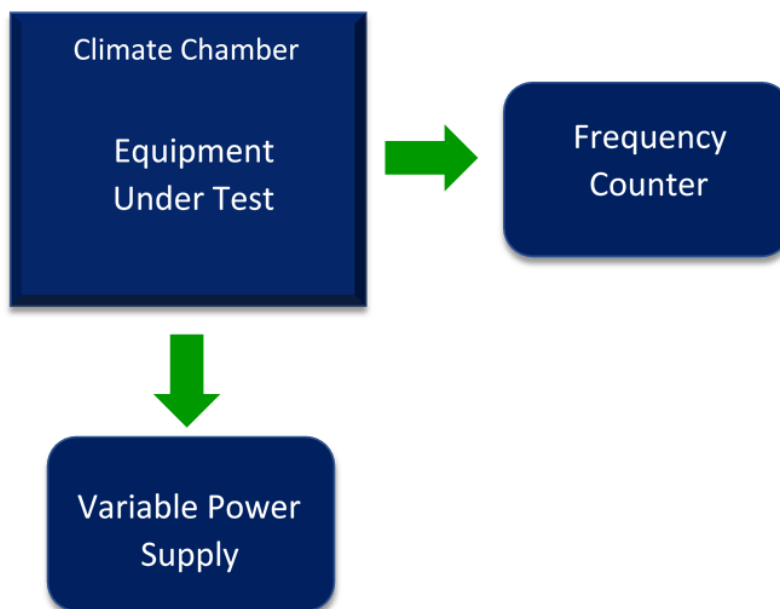 Climate Chamber
Equipment
Under Test
Frequency
Counter
Variable Power
Supply